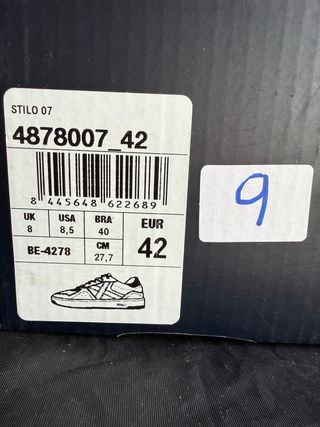 STILO 07
4878007_42
8 445648 622689
UK USA BRA EUR
8 8,5 40 42
BE-4278 CM 27,7
9